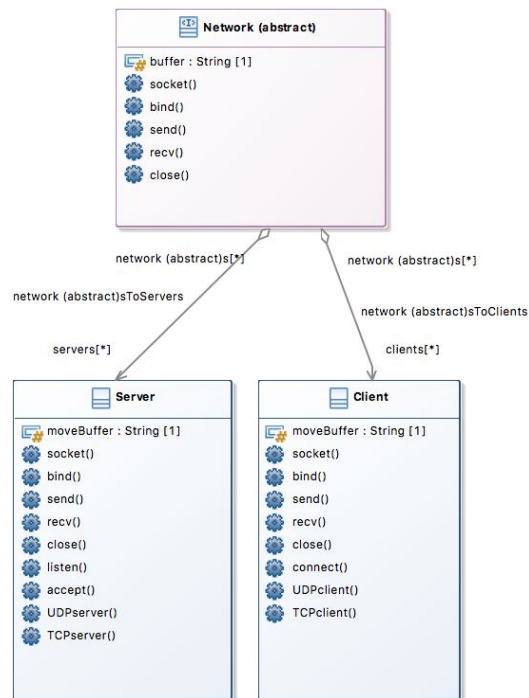 Network (abstract)
buffer : String [1]
socket()
bind()
send()
recv()
close()
network (abstract)s[*]
network (abstract)s[*]
network (abstract)sToServers
network (abstract)sToClients
servers[*]
clients[*]
Server
moveBuffer : String [1]
socket()
bind()
send()
recv()
close()
listen()
accept()
UDPserver()
TCPserver()
Client
moveBuffer : String [1]
socket()
bind()
send()
recv()
close()
connect()
UDPclient()
TCPclient()